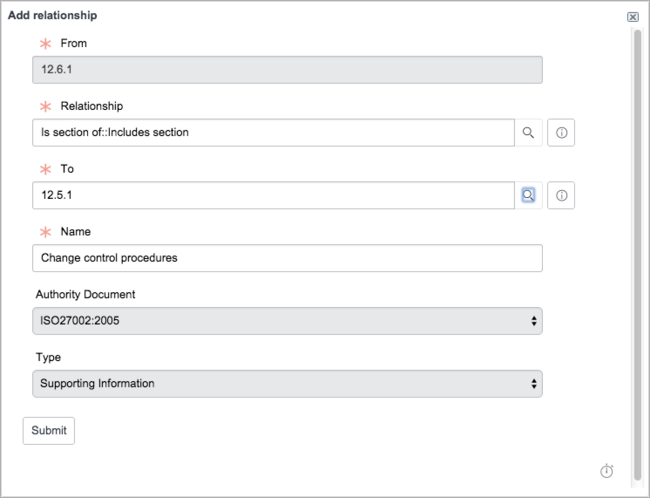 Add relationship
From
12.6.1
Relationship
Is section of::Includes section
To
12.5.1
Name
Change control procedures
Authority Document
ISO27002:2005
Type
Supporting Information
Submit